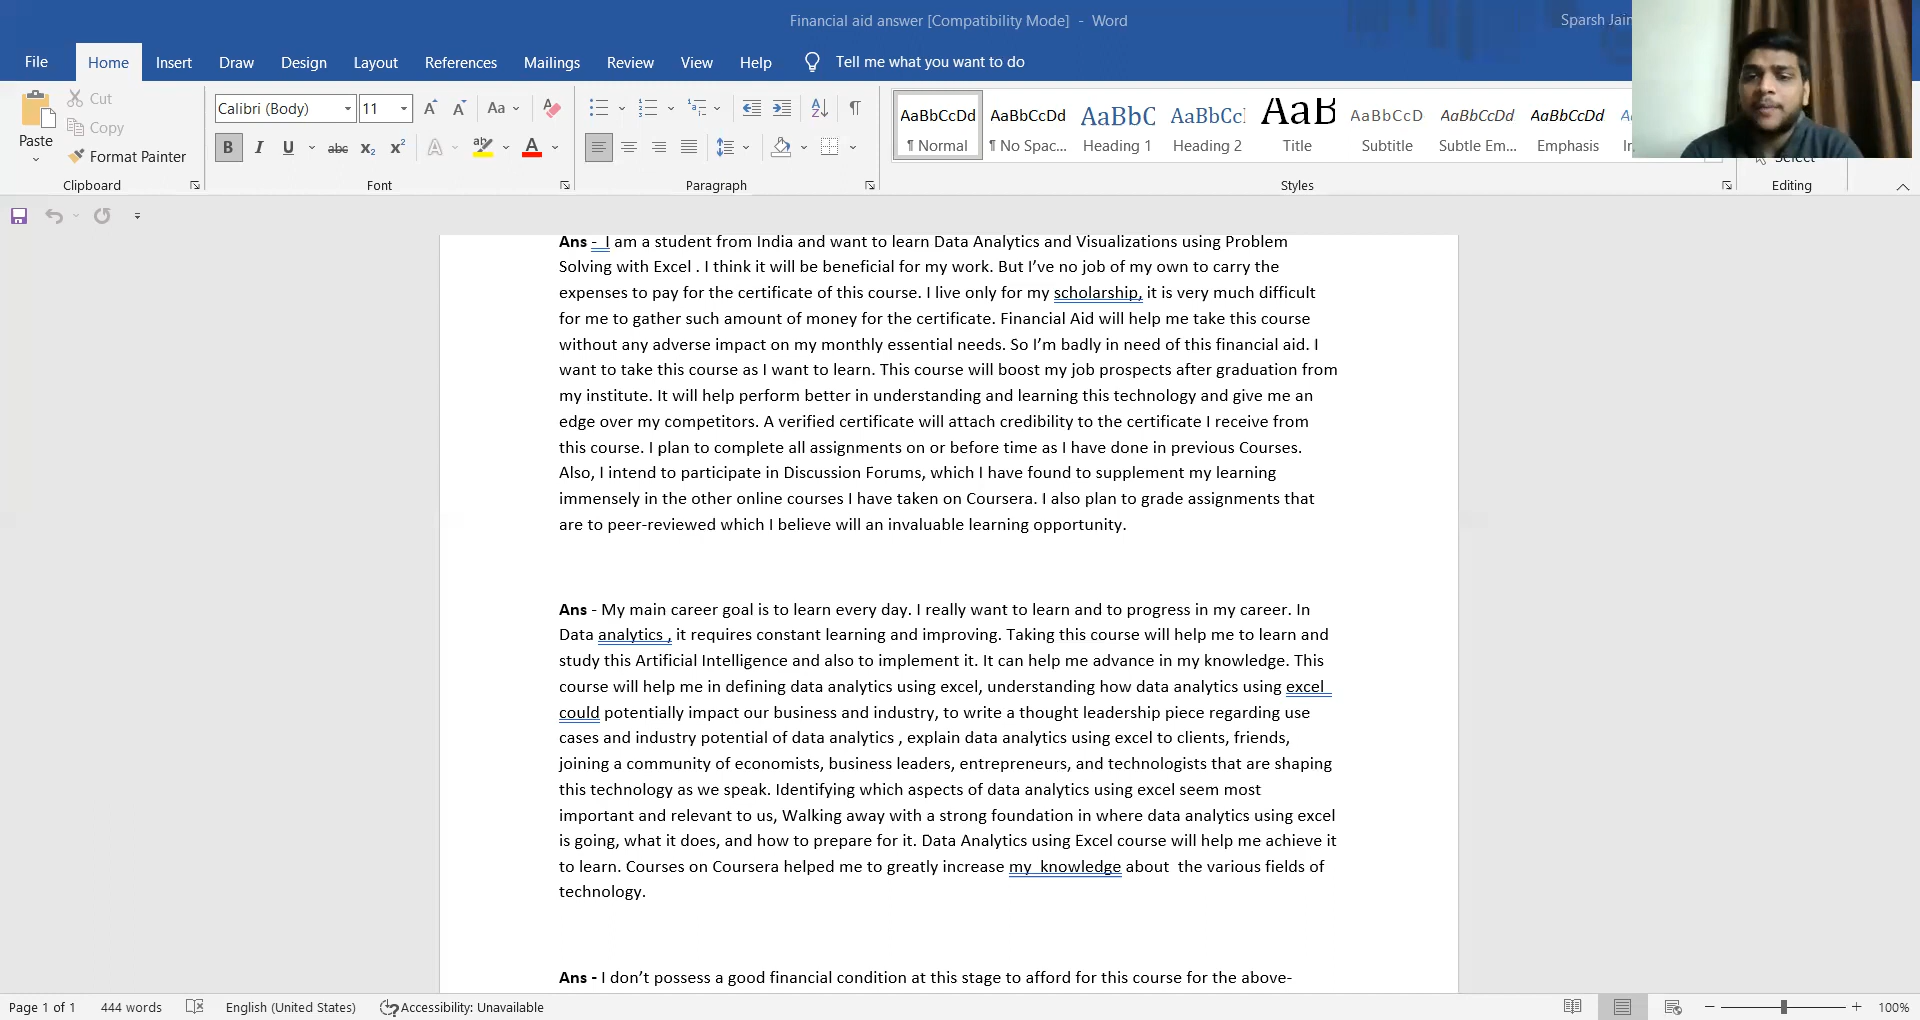 Financial aid answer [Compatibility Mode] - Word
Sparsh Jain
File Home Insert Draw Design Layout References Mailings Review View Help Tell me what you want to do
Paste
Cut
Copy
Format Painter
Clipboard
Calibri (Body) 11 Aa
B I U abc x₂ x² A A
Font
Paragraph
AaBbCcDd AaBbCcDd AaBbC AaBbCcl AaB AaBbCcD AaBbCcDd AaBbCcDd
¶ Normal ¶ No Spac... Heading 1 Heading 2 Title Subtitle Subtle Em... Emphasis
Styles
Select
Editing
Ans - I am a student from India and want to learn Data Analytics and Visualizations using Problem
Solving with Excel . I think it will be beneficial for my work. But I’ve no job of my own to carry the
expenses to pay for the certificate of this course. I live only for my scholarship, it is very much difficult
for me to gather such amount of money for the certificate. Financial Aid will help me take this course
without any adverse impact on my monthly essential needs. So I’m badly in need of this financial aid. I
want to take this course as I want to learn. This course will boost my job prospects after graduation from
my institute. It will help perform better in understanding and learning this technology and give me an
edge over my competitors. A verified certificate will attach credibility to the certificate I receive from
this course. I plan to complete all assignments on or before time as I have done in previous Courses.
Also, I intend to participate in Discussion Forums, which I have found to supplement my learning
immensely in the other online courses I have taken on Coursera. I also plan to grade assignments that
are to peer-reviewed which I believe will an invaluable learning opportunity.
Ans - My main career goal is to learn every day. I really want to learn and to progress in my career. In
Data analytics , it requires constant learning and improving. Taking this course will help me to learn and
study this Artificial Intelligence and also to implement it. It can help me advance in my knowledge. This
course will help me in defining data analytics using excel, understanding how data analytics using excel
could potentially impact our business and industry, to write a thought leadership piece regarding use
cases and industry potential of data analytics , explain data analytics using excel to clients, friends,
joining a community of economists, business leaders, entrepreneurs, and technologists that are shaping
this technology as we speak. Identifying which aspects of data analytics using excel seem most
important and relevant to us, Walking away with a strong foundation in where data analytics using excel
is going, what it does, and how to prepare for it. Data Analytics using Excel course will help me achieve it
to learn. Courses on Coursera helped me to greatly increase my knowledge about the various fields of
technology.
Ans - I don’t possess a good financial condition at this stage to afford for this course for the above-
Page 1 of 1 444 words English (United States) Accessibility: Unavailable 100%